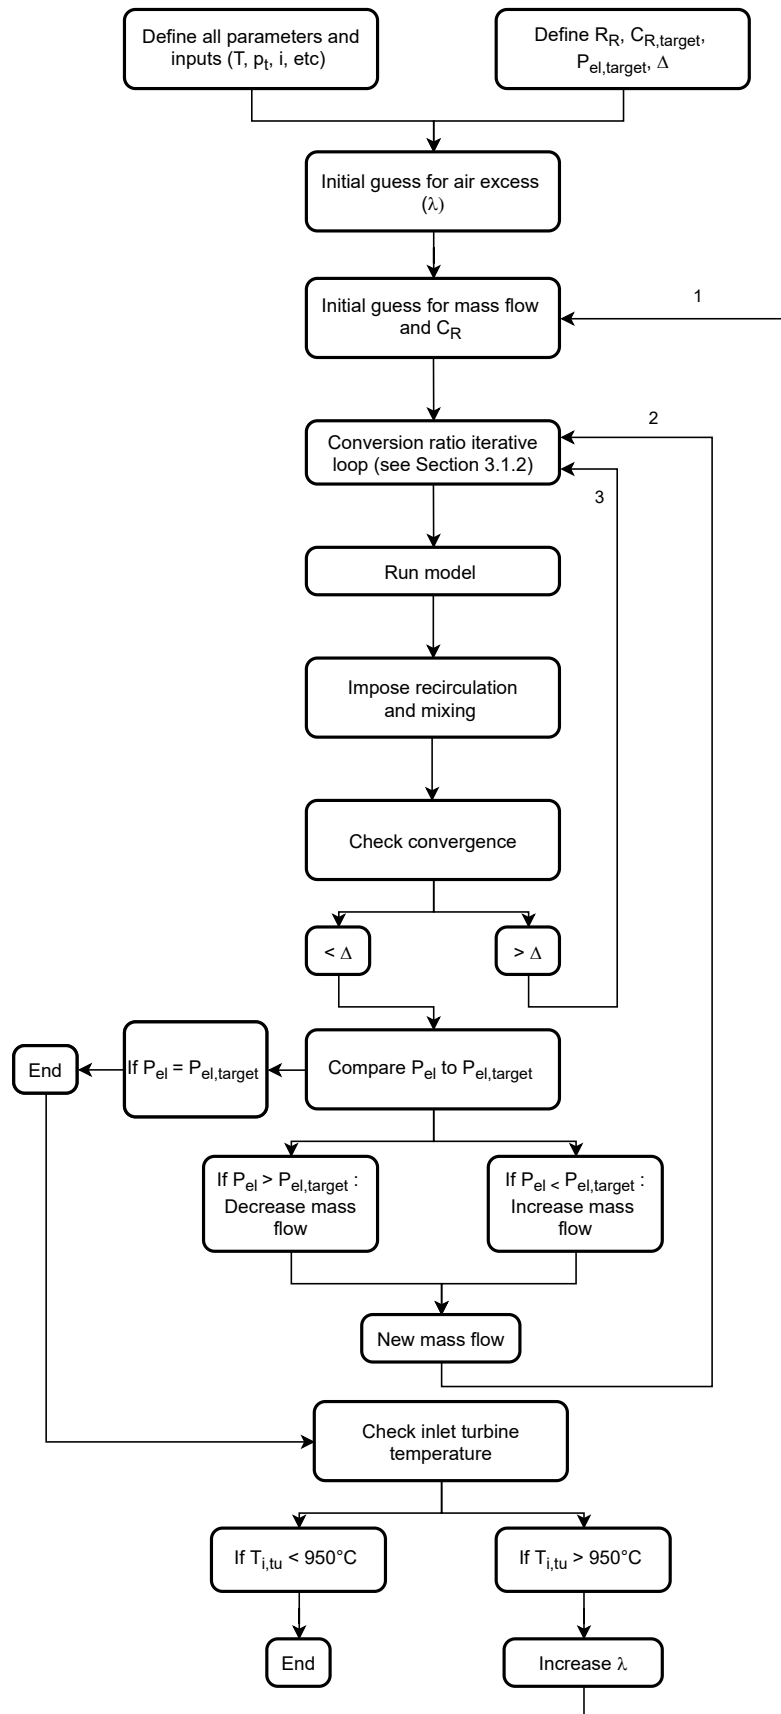 Define all parameters and
inputs (T, pt, i, etc)
Define RR, CR,target,
Pel,target, Δ
Initial guess for air excess
(λ)
Initial guess for mass flow
and CR
1
Conversion ratio iterative
loop (see Section 3.1.2)
2
3
Run model
Impose recirculation
and mixing
Check convergence
< Δ
> Δ
End
If Pel = Pel,target
Compare Pel to Pel,target
If Pel > Pel,target :
Decrease mass
flow
If Pel < Pel,target :
Increase mass
flow
New mass flow
Check inlet turbine
temperature
If Ti,tu < 950°C
If Ti,tu > 950°C
End
Increase λ